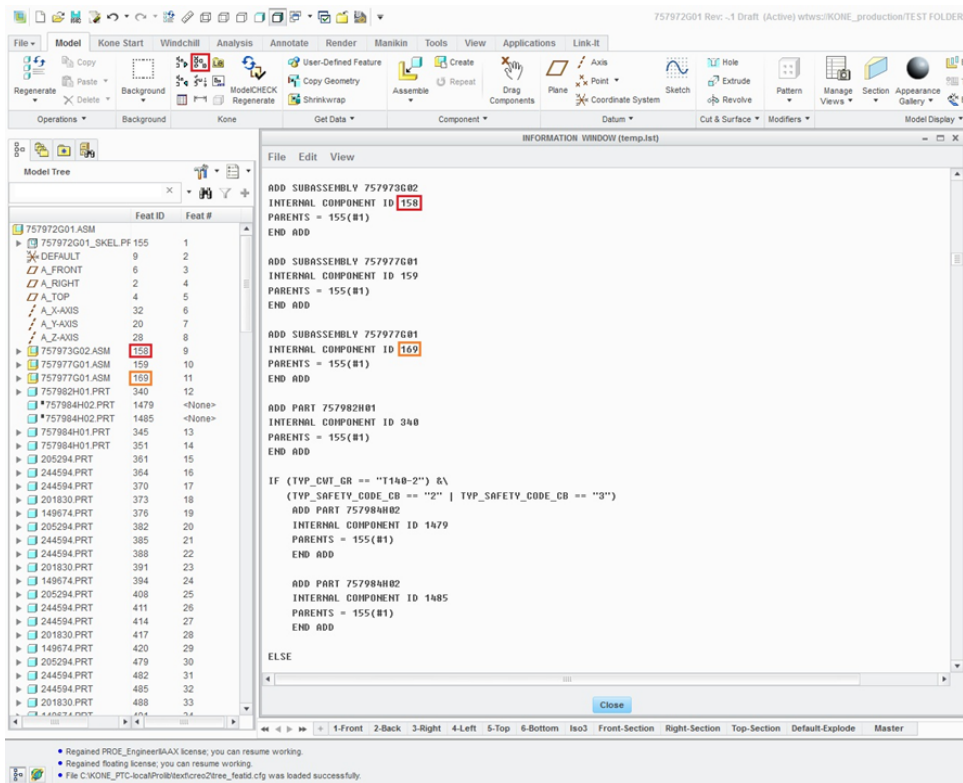 757972G01 Rev: -.1 Draft (Active) wtws://KONE_production/TEST FOLDER
File Model Kone Start Windchill Analysis Annotate Render Manikin Tools View Applications Link-It
Regenerate
Copy
Paste
Delete
Operations
Background
Background
ModelCHECK
Regenerate
Kone
User-Defined Feature
Copy Geometry
Shrinkwrap
Get Data
Assemble
Create
Repeat
Drag
Components
Component
Plane
Axis
Point
Coordinate System
Sketch
Datum
Hole
Extrude
Revolve
Cut & Surface
Pattern
Modifiers
Manage
Views
Section
Appearance
Gallery
Model Display
Model Tree
Feat ID Feat #
757972G01.ASM
757972G01_SKEL.PF 155 1
DEFAULT 9 2
A_FRONT 6 3
A_RIGHT 2 4
A_TOP 4 5
A_X-AXIS 32 6
A_Y-AXIS 20 7
A_Z-AXIS 28 8
757973G02.ASM 158 9
757977G01.ASM 159 10
757977G01.ASM 169 11
757982H01.PRT 340 12
757984H02.PRT 1479 <None>
757984H02.PRT 1485 <None>
757984H01.PRT 345 13
757984H01.PRT 351 14
205294.PRT 361 15
244594.PRT 364 16
244594.PRT 370 17
201830.PRT 373 18
149674.PRT 376 19
205294.PRT 382 20
244594.PRT 385 21
244594.PRT 388 22
201830.PRT 391 23
149674.PRT 394 24
205294.PRT 408 25
244594.PRT 411 26
244594.PRT 414 27
201830.PRT 417 28
149674.PRT 420 29
205294.PRT 479 30
244594.PRT 482 31
244594.PRT 485 32
201830.PRT 488 33
INFORMATION WINDOW (temp.lst)
File Edit View
ADD SUBASSEMBLY 757973G02
INTERNAL COMPONENT ID 158
PARENTS = 155(#1)
END ADD
ADD SUBASSEMBLY 757977G01
INTERNAL COMPONENT ID 159
PARENTS = 155(#1)
END ADD
ADD SUBASSEMBLY 757977G01
INTERNAL COMPONENT ID 169
PARENTS = 155(#1)
END ADD
ADD PART 757982H01
INTERNAL COMPONENT ID 340
PARENTS = 155(#1)
END ADD
IF (TYP_CWT_GR == "T140-2") &\
(TYP_SAFETY_CODE_CB == "2" | TYP_SAFETY_CODE_CB == "3")
ADD PART 757984H02
INTERNAL COMPONENT ID 1479
PARENTS = 155(#1)
END ADD
ADD PART 757984H02
INTERNAL COMPONENT ID 1485
PARENTS = 155(#1)
END ADD
ELSE
Close
1-Front 2-Back 3-Right 4-Left 5-Top 6-Bottom Iso3 Front-Section Right-Section Top-Section Default-Explode Master
Regained PROE_EngineerIIAAX license; you can resume working.
Regained floating license; you can resume working.
File C:\KONE_PTC-local\Prolib\text\creo2\tree_featid.cfg was loaded successfully.